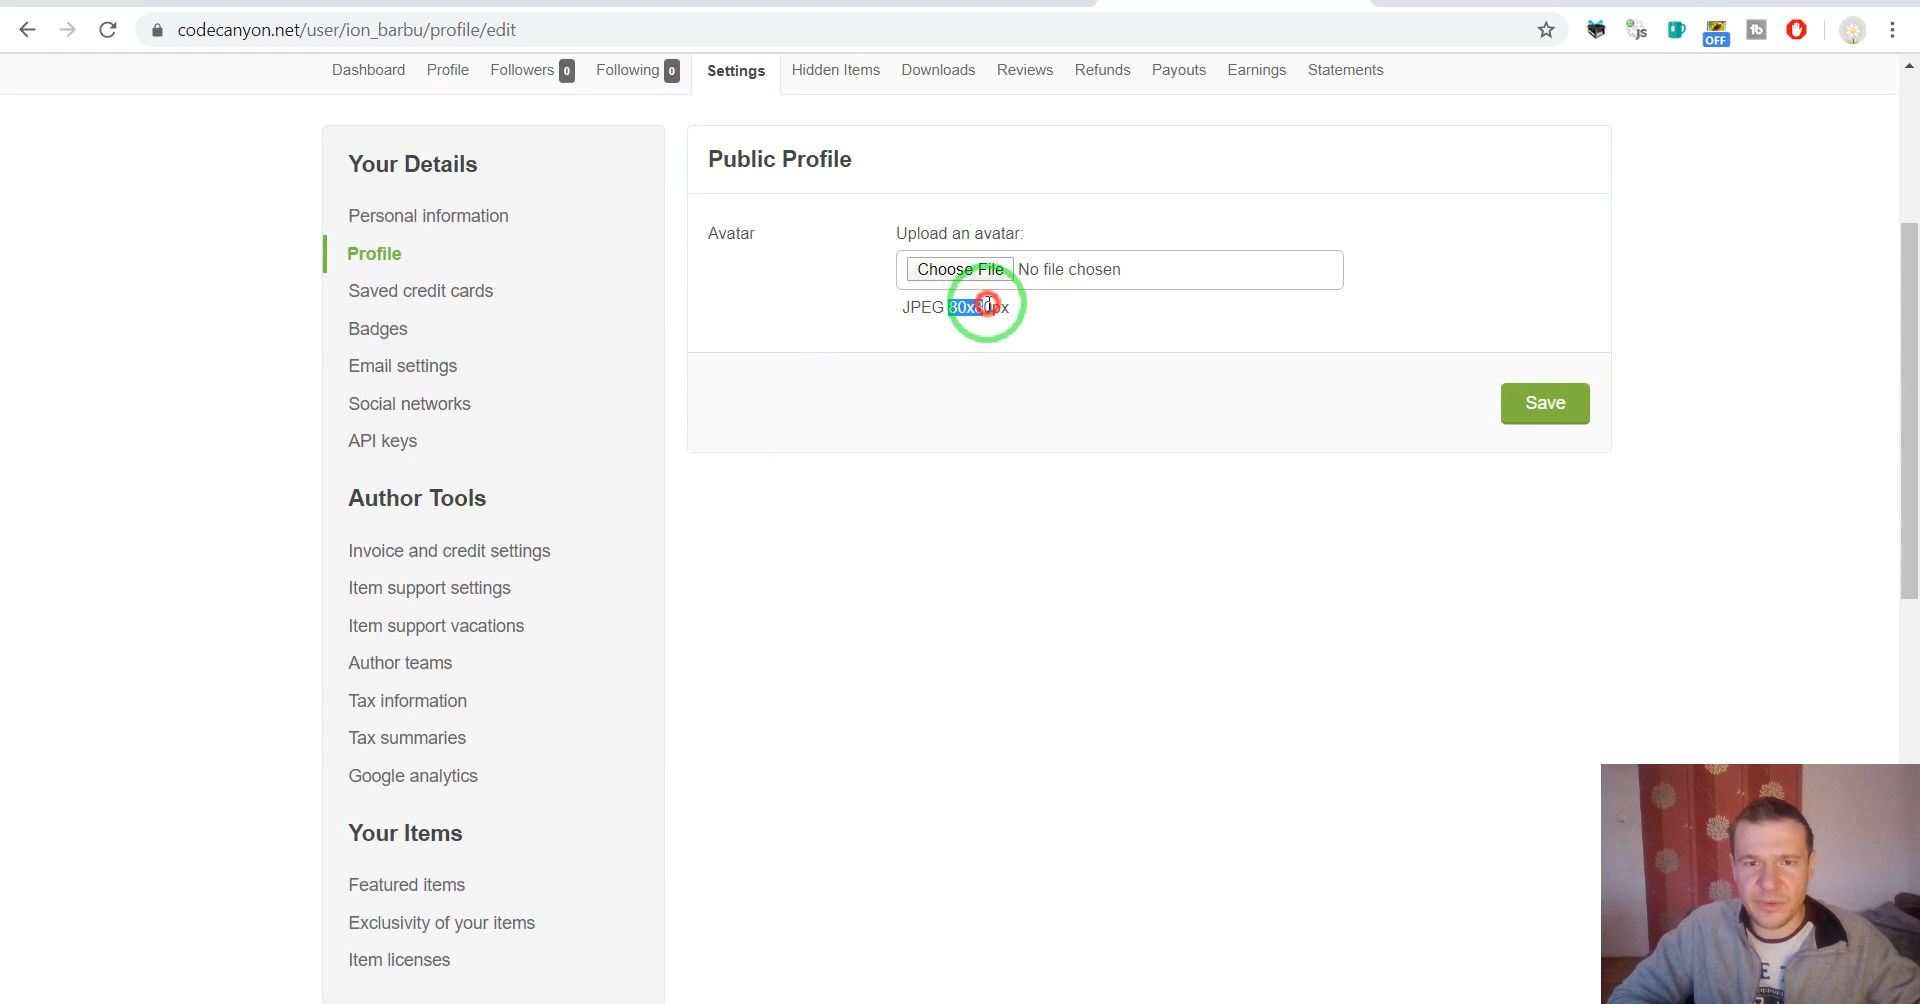 codecanyon.net/user/ion_barbu/profile/edit
OFF
Dashboard Profile Followers 0 Following 0 Settings Hidden Items Downloads Reviews Refunds Payouts Earnings Statements
Your Details
Personal information
Profile
Saved credit cards
Badges
Email settings
Social networks
API keys
Author Tools
Invoice and credit settings
Item support settings
Item support vacations
Author teams
Tax information
Tax summaries
Google analytics
Your Items
Featured items
Exclusivity of your items
Item licenses
Public Profile
Avatar
Upload an avatar:
Choose File No file chosen
JPEG 80x80px
Save